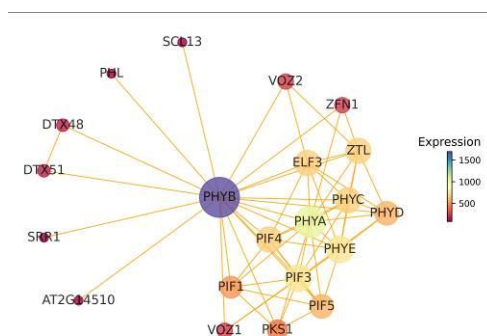 SCL13
PHL
VOZ2
ZFN1
DTX48
ZTL
ELF3
Expression
1500
1000
500
DTX51
PHYB
PHYC
PHYD
PHYA
SRR1
PIF4
PHYE
PIF3
PIF1
AT2G14510
PIF5
VOZ1
PKS1